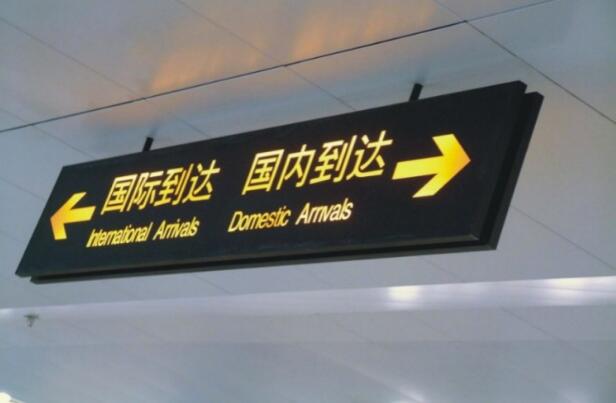 国际到达 国内到达
International Arrivals Domestic Arrivals